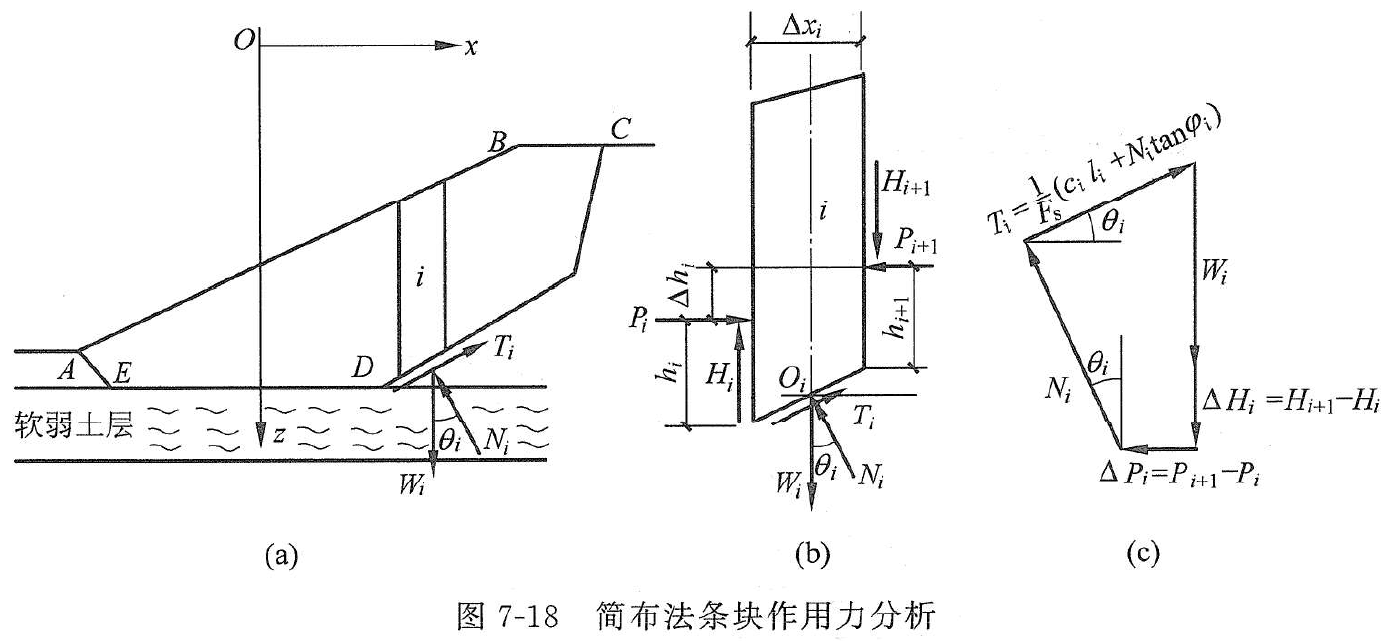 O
x
B
C
i
A
E
D
T_i
软弱土层
z
θ_i
N_i
W_i
(a)
Δx_i
i
H_{i+1}
P_{i+1}
Δh_i
P_i
h_{i+1}
h_i
H_i
O_i
T_i
θ_i
W_i
N_i
(b)
T_i=\frac{1}{F_s}(c_i l_i+N_i tanφ_i)
θ_i
W_i
θ_i
N_i
ΔH_i=H_{i+1}−H_i
ΔP_i=P_{i+1}−P_i
(c)
图 7-18 简布法条块作用力分析